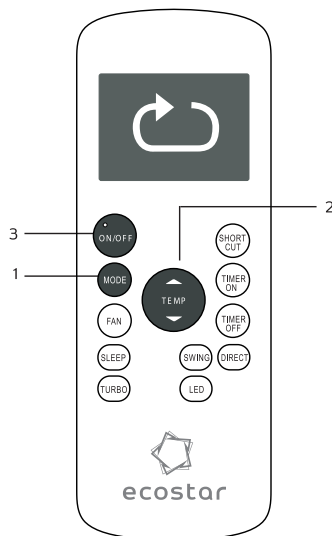 2
3
ON/OFF
SHORT
CUT
1
MODE
TEMP
TIMER
ON
FAN
TIMER
OFF
SLEEP
SWING
DIRECT
TURBO
LED
ecostar